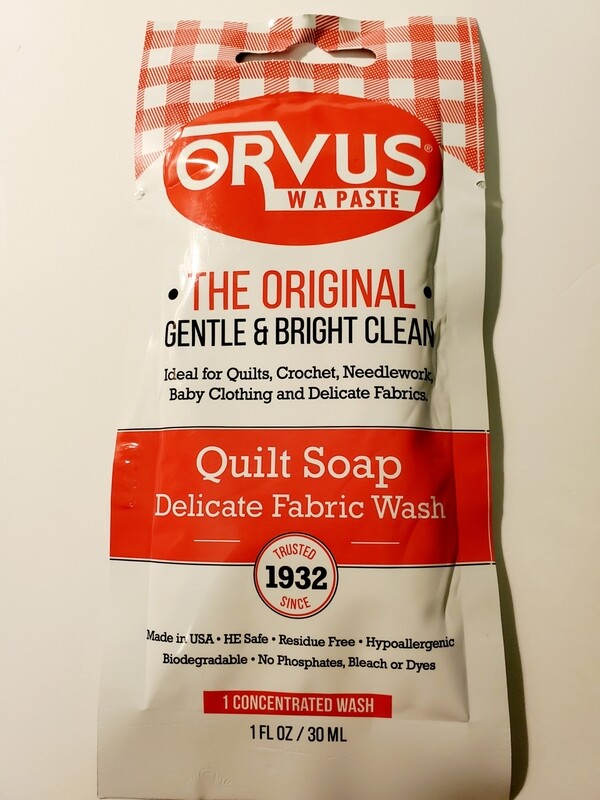 ORVUS®
W A PASTE
• THE ORIGINAL •
GENTLE & BRIGHT CLEAN
Ideal for Quilts, Crochet, Needlework,
Baby Clothing and Delicate Fabrics.
Quilt Soap
Delicate Fabric Wash
TRUSTED
1932
SINCE
Made in USA • HE Safe • Residue Free • Hypoallergenic
Biodegradable • No Phosphates, Bleach or Dyes
1 CONCENTRATED WASH
1 FL OZ / 30 ML